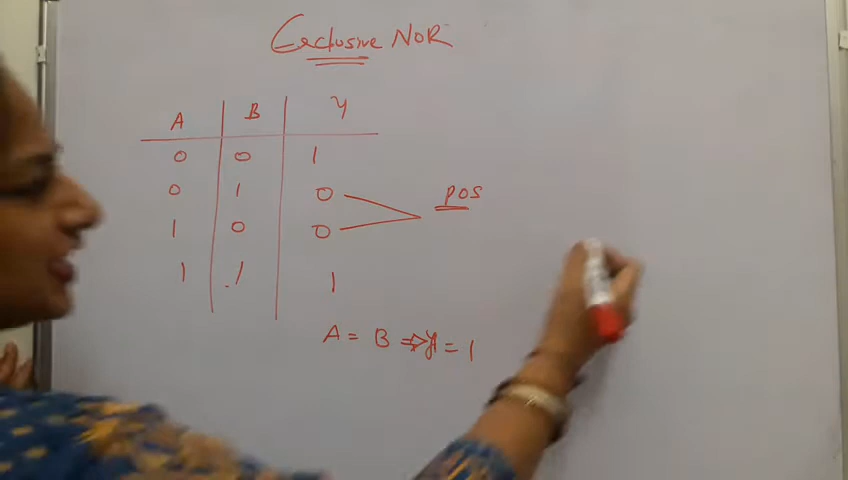 Exclusive NOR
A B Y
0 0 1
0 1 0
POS
1 0 0
1 1 1
A = B ⇒ Y = 1